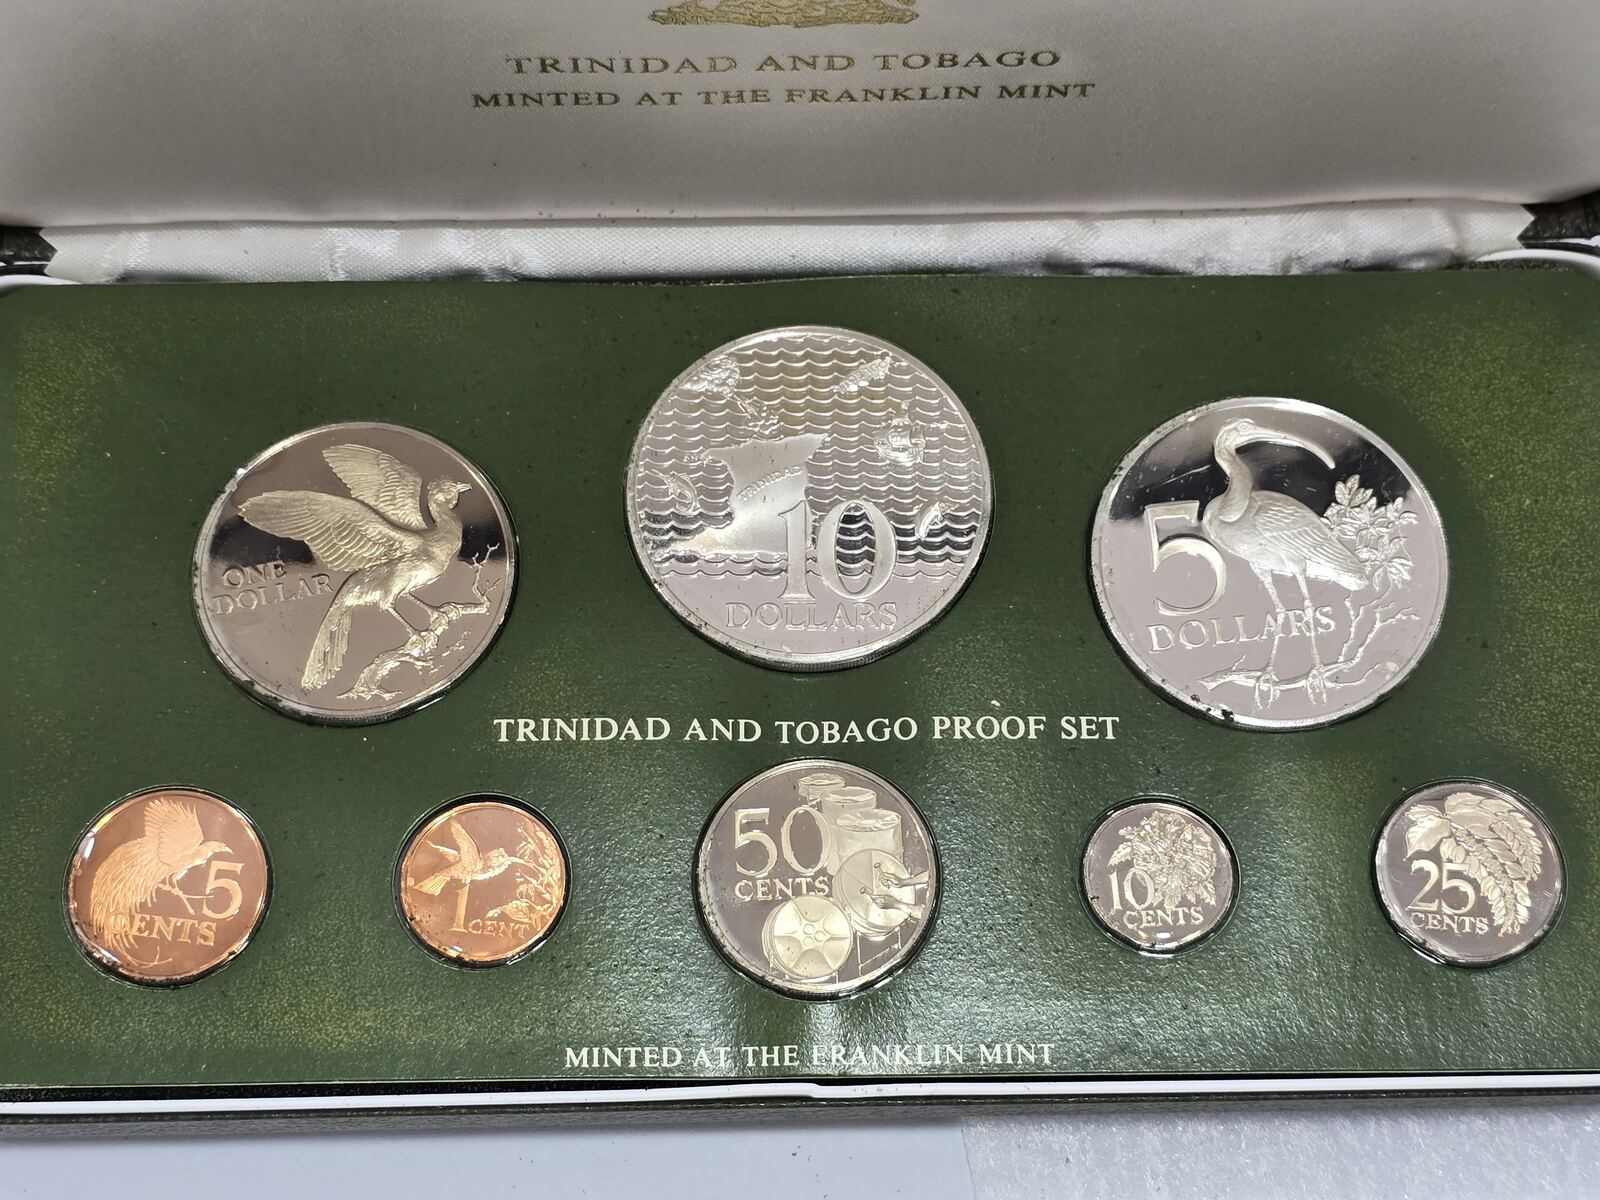 TRINIDAD AND TOBAGO
MINTED AT THE FRANKLIN MINT
ONE
DOLLAR
TRINIDAD
10
DOLLARS
5
DOLLARS
TRINIDAD AND TOBAGO PROOF SET
5
CENTS
1
CENT
50
CENTS
10
CENTS
25
CENTS
MINTED AT THE FRANKLIN MINT